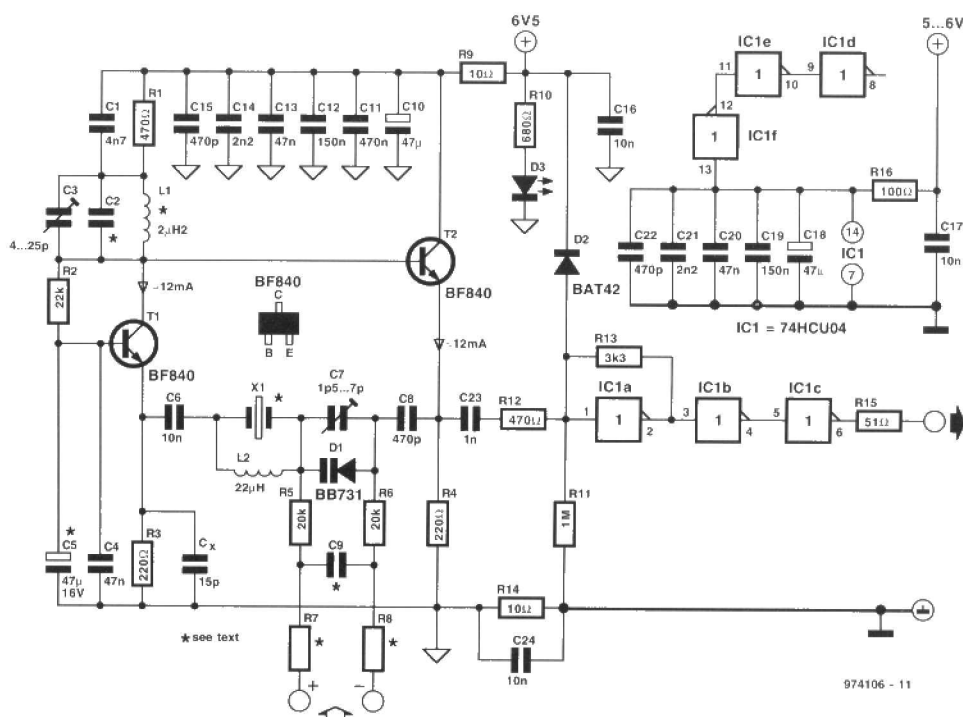 6V5
5...6V
R9
10Ω
IC1e
IC1d
11
1
10
9
1
8
C1
4n7
R1
470Ω
C15
470p
C14
2n2
C13
47n
C12
150n
C11
470n
C10
47µ
R10
680Ω
C16
10n
12
1
IC1f
13
D3
C3
4...25p
C2
*
L1
*
2µH2
R16
100Ω
R2
22k
T2
BF840
D2
BAT42
C22
470p
C21
2n2
C20
47n
C19
150n
C18
47µ
14
IC1
7
C17
10n
IC1 = 74HCU04
~12mA
T1
BF840
BF840
C
B
E
~12mA
R13
3k3
C6
10n
X1
*
C7
1p5...7p
C8
470p
C23
1n
R12
470Ω
IC1a
1
1
2
IC1b
3
1
4
IC1c
5
1
6
R15
51Ω
L2
22µH
D1
BB731
R5
20k
R6
20k
R4
220Ω
R11
1M
*
C5
47µ
16V
C4
47n
R3
220Ω
Cx
15p
C9
*
R14
10Ω
C24
10n
* see text
R7
*
R8
*
+
–
974106 - 11